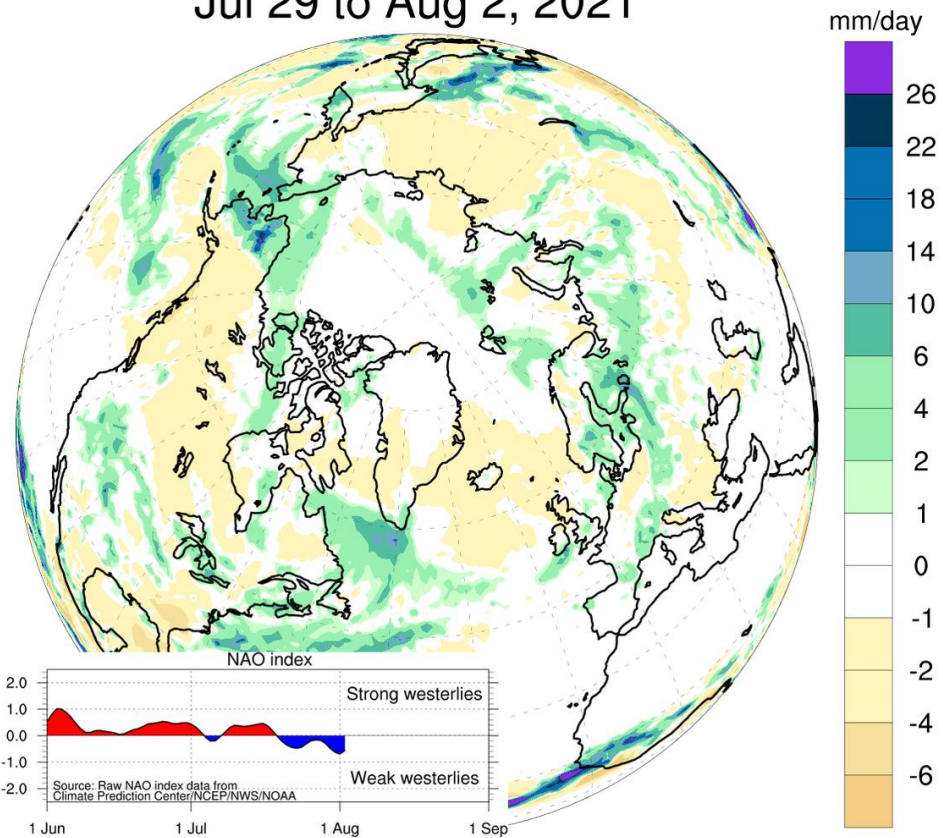 Jul 29 to Aug 2, 2021
mm/day
26
22
18
14
10
6
4
2
1
0
-1
-2
-4
-6
NAO index
2.0
1.0
0.0
-1.0
-2.0
Strong westerlies
Weak westerlies
Source: Raw NAO index data from
Climate Prediction Center/NCEP/NWS/NOAA
1 Jun
1 Jul
1 Aug
1 Sep